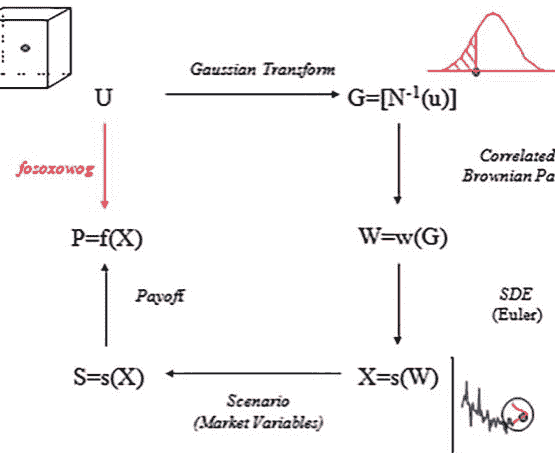 Gaussian Transform
U
G=[N⁻¹(u)]
fosoxowog
Correlated
Brownian Pa
P=f(X)
W=w(G)
Payoff
SDE
(Euler)
S=s(X)
X=s(W)
Scenario
(Market Variables)